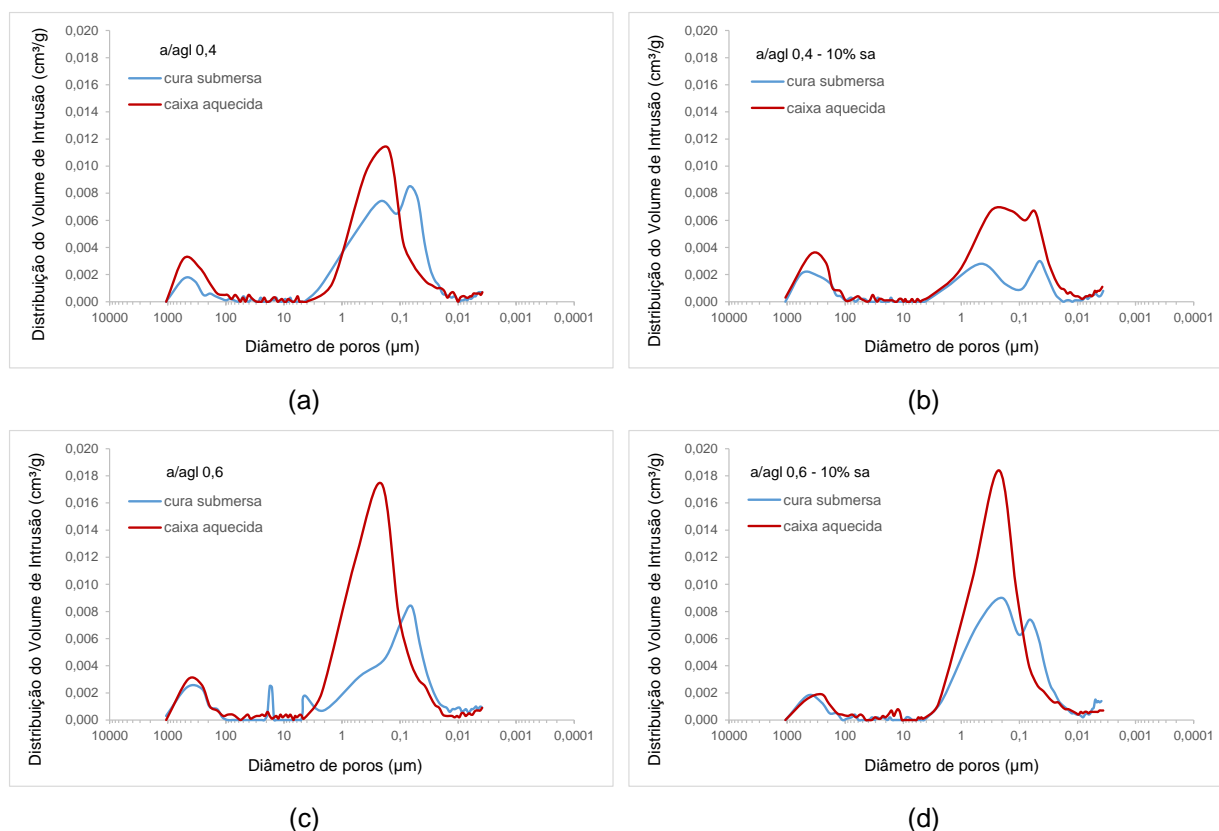 Distribuição do Volume de Intrusão (cm³/g)
0,020
0,018
0,016
0,014
0,012
0,010
0,008
0,006
0,004
0,002
0,000
a/agl 0,4
cura submersa
caixa aquecida
10000 1000 100 10 1 0,1 0,01 0,001 0,0001
Diâmetro de poros (µm)
(a)
Distribuição do Volume de Intrusão (cm³/g)
0,020
0,018
0,016
0,014
0,012
0,010
0,008
0,006
0,004
0,002
0,000
a/agl 0,4 - 10% sa
cura submersa
caixa aquecida
10000 1000 100 10 1 0,1 0,01 0,001 0,0001
Diâmetro de poros (µm)
(b)
Distribuição do Volume de Intrusão (cm³/g)
0,020
0,018
0,016
0,014
0,012
0,010
0,008
0,006
0,004
0,002
0,000
a/agl 0,6
cura submersa
caixa aquecida
10000 1000 100 10 1 0,1 0,01 0,001 0,0001
Diâmetro de poros (µm)
(c)
Distribuição do Volume de Intrusão (cm³/g)
0,020
0,018
0,016
0,014
0,012
0,010
0,008
0,006
0,004
0,002
0,000
a/agl 0,6 - 10% sa
cura submersa
caixa aquecida
10000 1000 100 10 1 0,1 0,01 0,001 0,0001
Diâmetro de poros (µm)
(d)